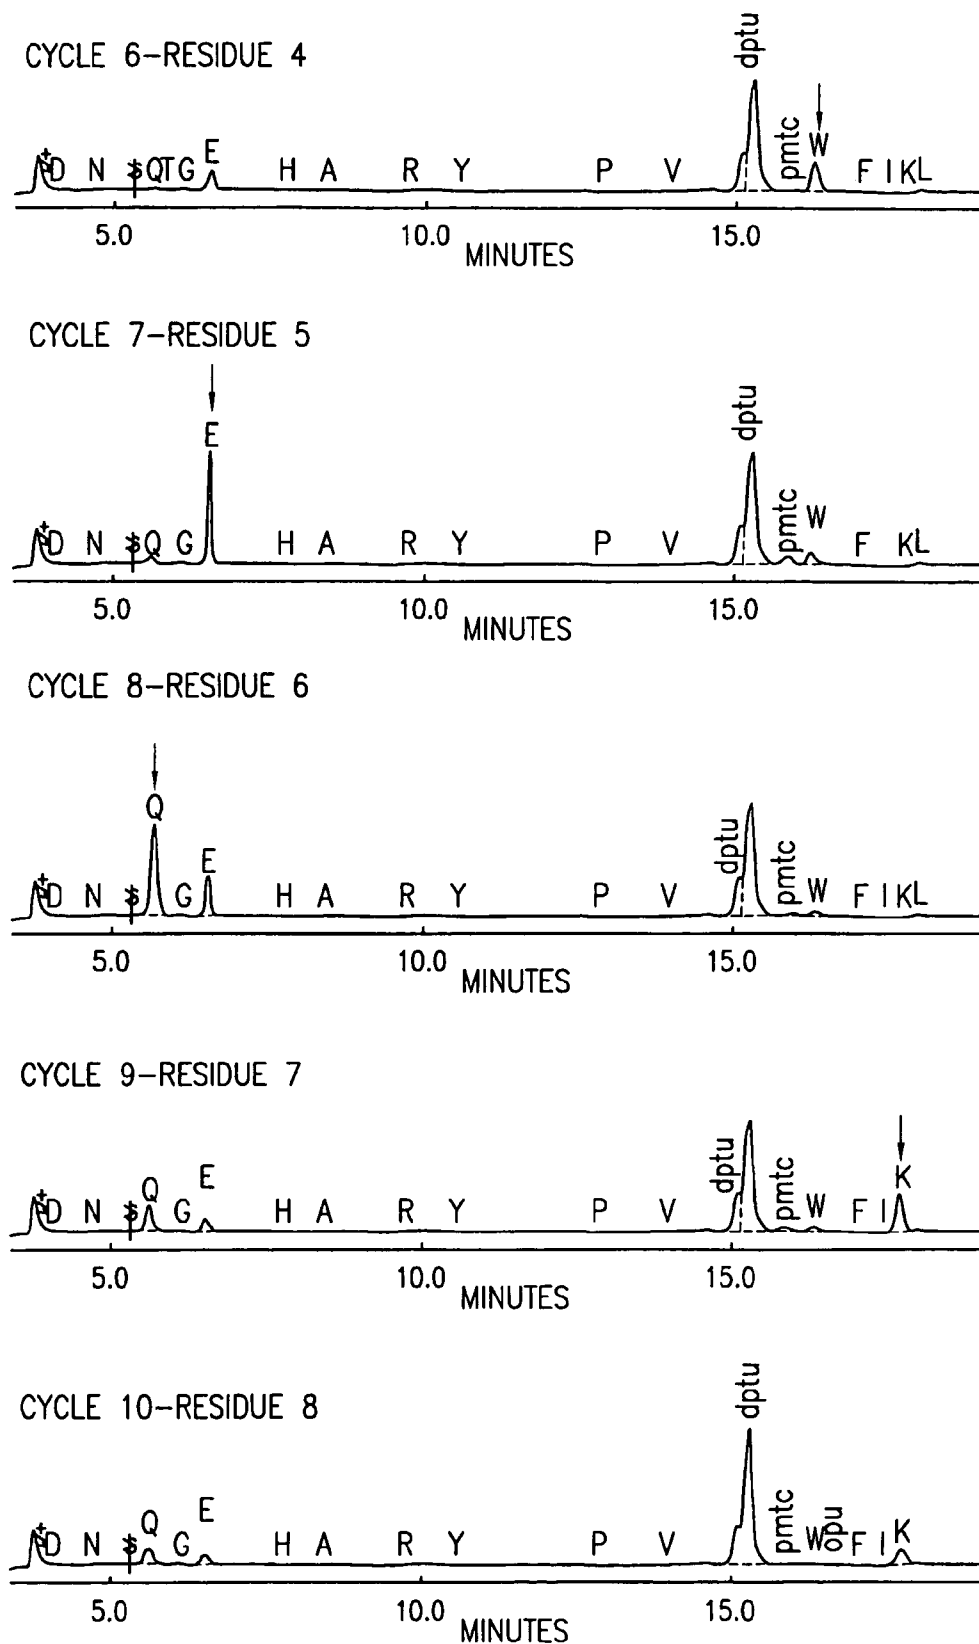 CYCLE 6-RESIDUE 4
dptu
D N S Q T G E H A R Y P V pmtc W F I K L
5.0 10.0 15.0
MINUTES
CYCLE 7-RESIDUE 5
dptu
D N S Q G E H A R Y P V pmtc W F K L
5.0 10.0 15.0
MINUTES
CYCLE 8-RESIDUE 6
D N S Q G E H A R Y P V dptu pmtc W F I K L
5.0 10.0 15.0
MINUTES
CYCLE 9-RESIDUE 7
D N S Q G E H A R Y P V dptu pmtc W F I K
5.0 10.0 15.0
MINUTES
CYCLE 10-RESIDUE 8
dptu
D N S Q G E H A R Y P V pmtc W opu F I K
5.0 10.0 15.0
MINUTES